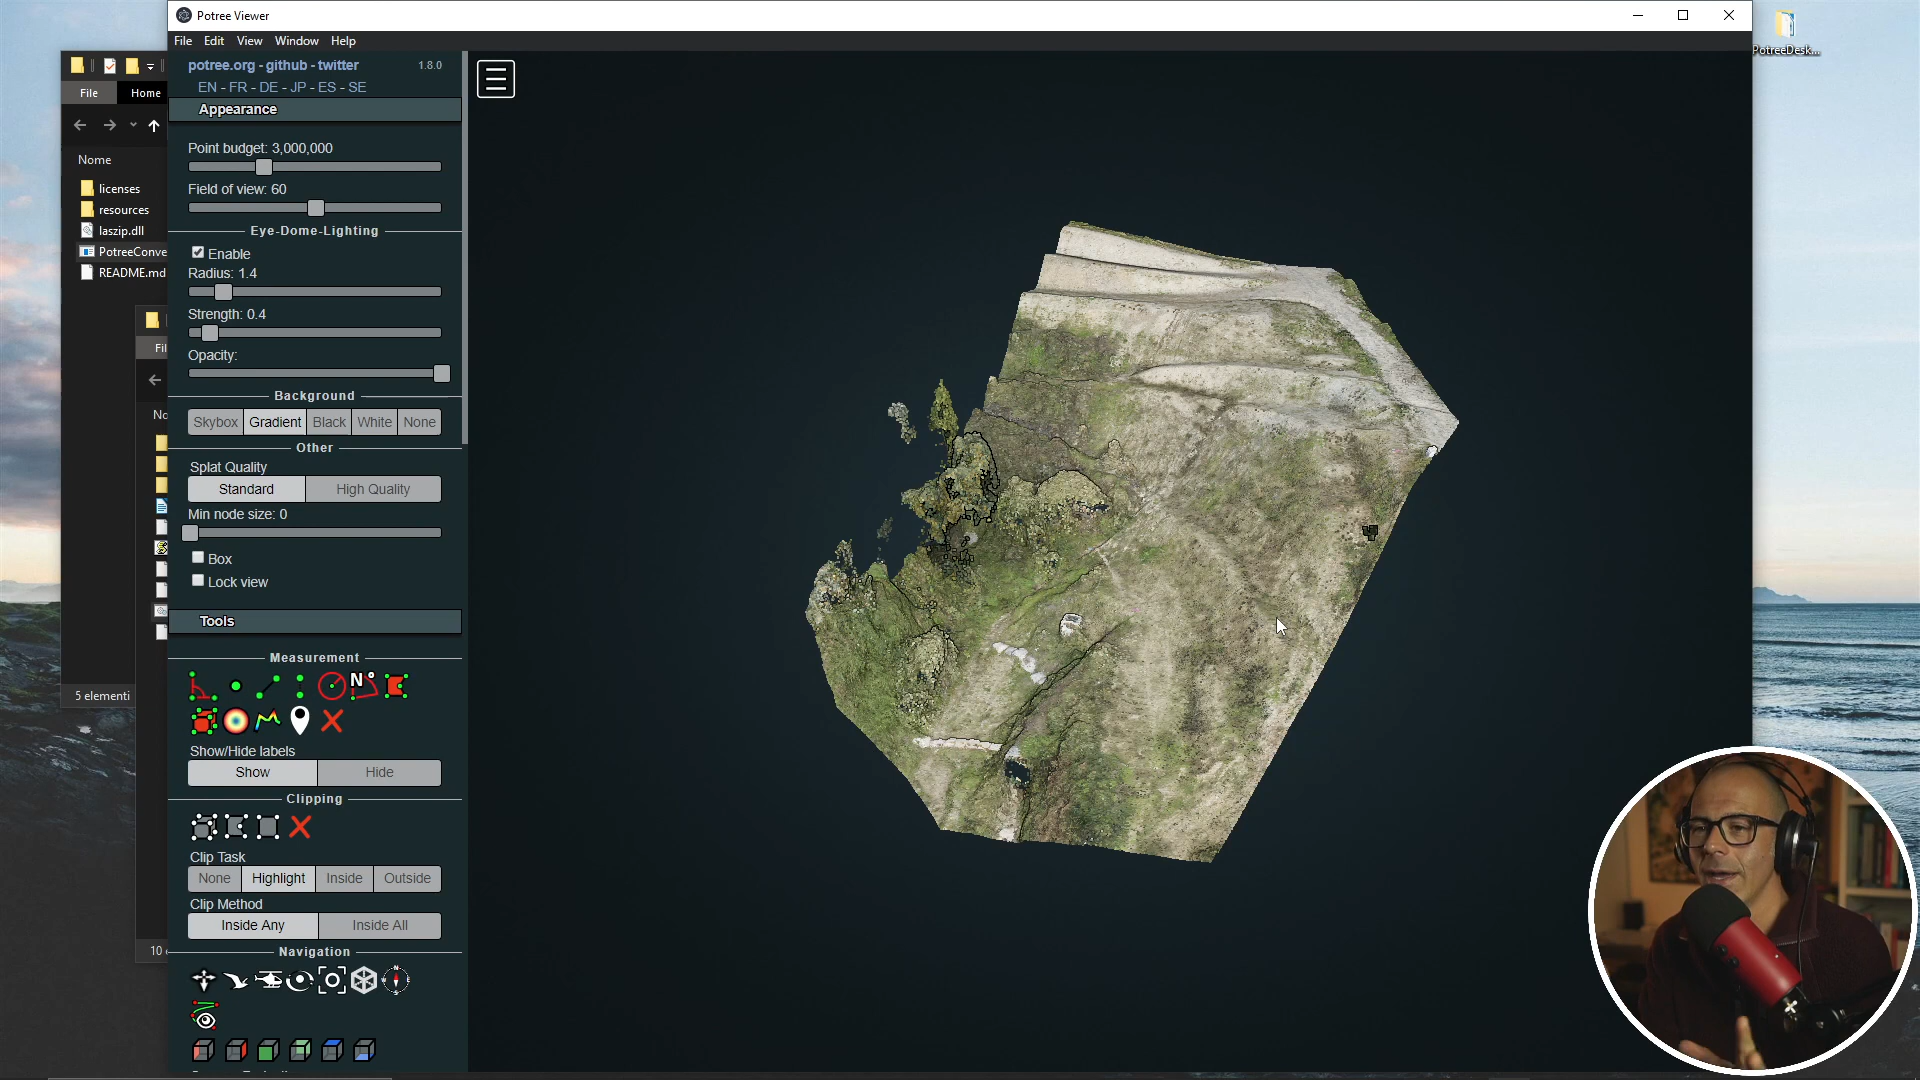 Potree Viewer
File Edit View Window Help
potree.org - github - twitter 1.8.0
EN - FR - DE - JP - ES - SE
Appearance
Point budget: 3,000,000
Field of view: 60
Eye-Dome-Lighting
Enable
Radius: 1.4
Strength: 0.4
Opacity:
Background
Skybox Gradient Black White None
Other
Splat Quality
Standard High Quality
Min node size: 0
Box
Lock view
Tools
Measurement
N°
Show/Hide labels
Show Hide
Clipping
Clip Task
None Highlight Inside Outside
Clip Method
Inside Any Inside All
Navigation
File Home
Nome
licenses
resources
laszip.dll
PotreeConve
README.md
5 elementi
Fil
No
10 e
PotreeDesk...